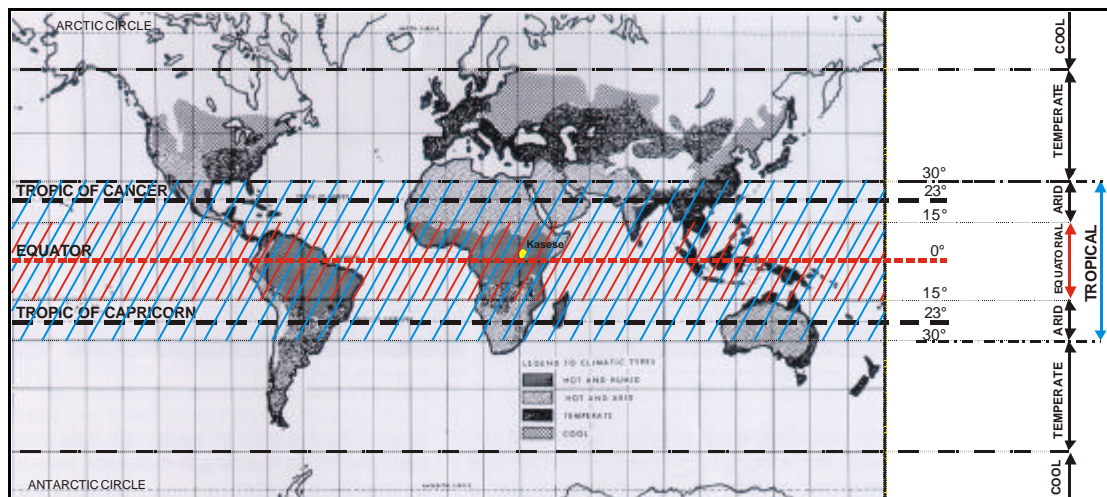 ARCTIC CIRCLE
COOL
TEMPERATE
30°
TROPIC OF CANCER
23°
ARID
15°
Kasese
EQUATOR
0°
EQUATORIAL
TROPICAL
15°
TROPIC OF CAPRICORN
23°
ARID
30°
LEGEND TO CLIMATIC TYPES
HOT AND HUMID
HOT AND ARID
TEMPERATE
COOL
TEMPERATE
COOL
ANTARCTIC CIRCLE